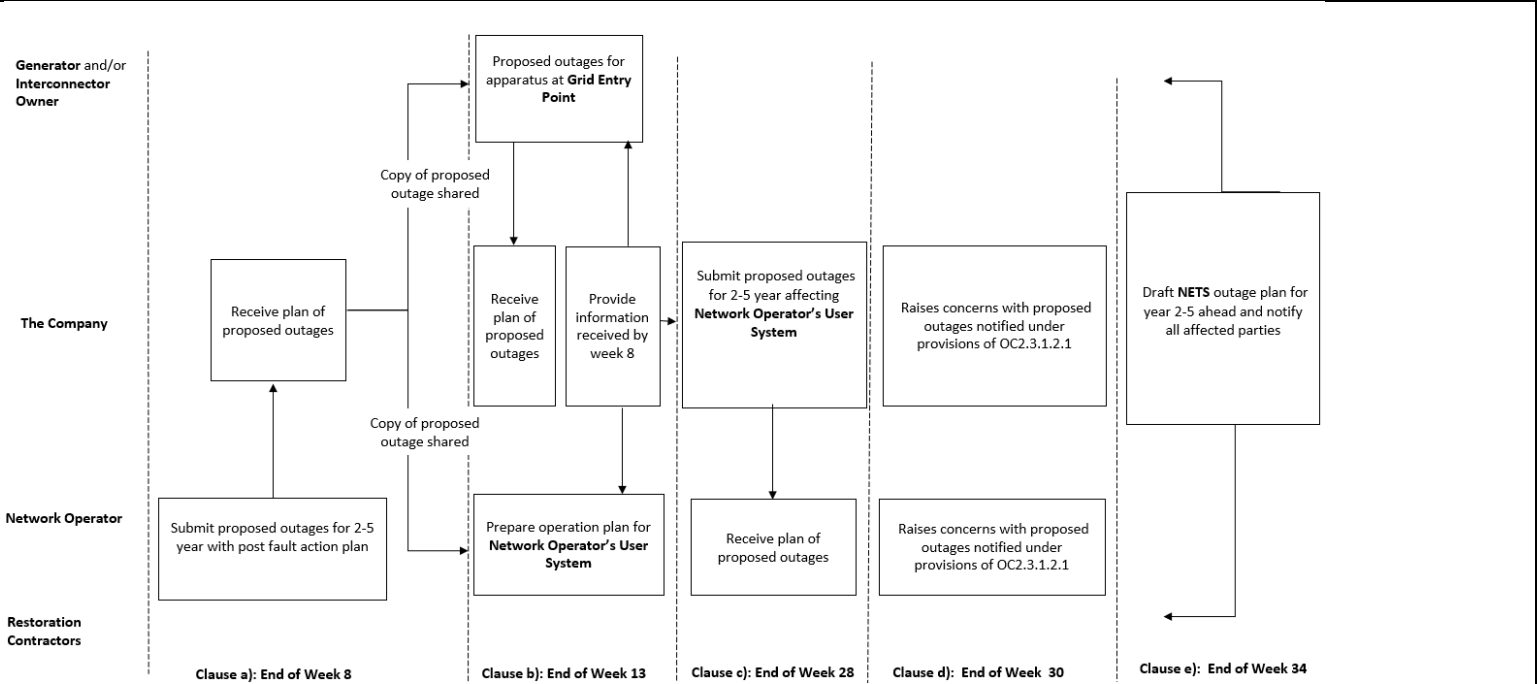 Generator and/or
Interconnector
Owner
Proposed outages for
apparatus at Grid Entry
Point
Copy of proposed
outage shared
The Company
Receive plan of
proposed outages
Receive
plan of
proposed
outages
Provide
information
received by
week 8
Submit proposed outages
for 2-5 year affecting
Network Operator's User
System
Raises concerns with proposed
outages notified under
provisions of OC2.3.1.2.1
Draft NETS outage plan for
year 2-5 ahead and notify
all affected parties
Copy of proposed
outage shared
Network Operator
Submit proposed outages for 2-5
year with post fault action plan
Prepare operation plan for
Network Operator's User
System
Receive plan of
proposed outages
Raises concerns with proposed
outages notified under
provisions of OC2.3.1.2.1
Restoration
Contractors
Clause a): End of Week 8
Clause b): End of Week 13
Clause c): End of Week 28
Clause d):  End of Week  30
Clause e):  End of Week 34